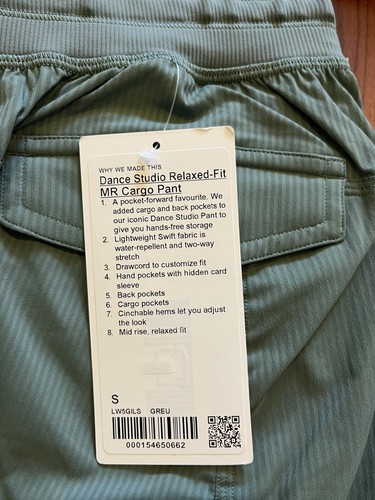 WHY WE MADE THIS
Dance Studio Relaxed-Fit
MR Cargo Pant
1. A pocket-forward favourite. We
added cargo and back pockets to
our iconic Dance Studio Pant to
give you hands-free storage
2. Lightweight Swift fabric is
water-repellent and two-way
stretch
3. Drawcord to customize fit
4. Hand pockets with hidden card
sleeve
5. Back pockets
6. Cargo pockets
7. Cinchable hems let you adjust
the look
8. Mid rise, relaxed fit
S
LW5GILS GREU
000154650662